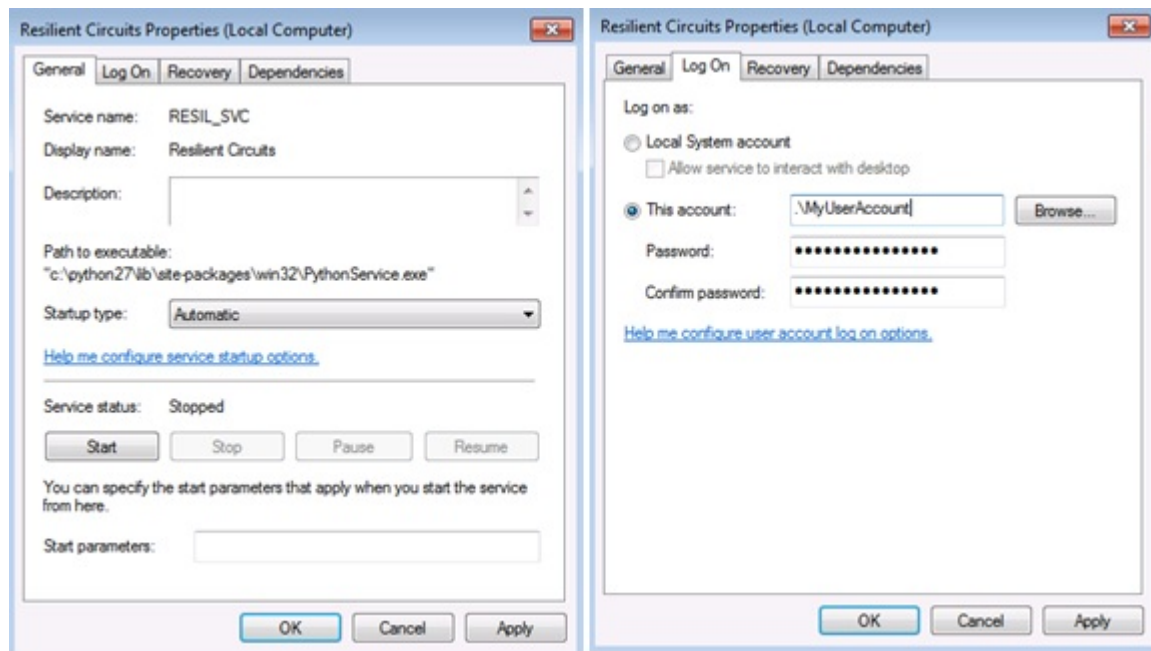 Resilient Circuits Properties (Local Computer)
General Log On Recovery Dependencies
Service name: RESIL_SVC
Display name: Resilient Circuits
Description:
Path to executable:
"c:\python27\lib\site-packages\win32\PythonService.exe"
Startup type: Automatic
Help me configure service startup options.
Service status: Stopped
Start Stop Pause Resume
You can specify the start parameters that apply when you start the service
from here.
Start parameters:
OK Cancel Apply
Resilient Circuits Properties (Local Computer)
General Log On Recovery Dependencies
Log on as:
Local System account
Allow service to interact with desktop
This account: .\MyUserAccount Browse...
Password: •••••••••••••••
Confirm password: •••••••••••••••
Help me configure user account log on options.
OK Cancel Apply